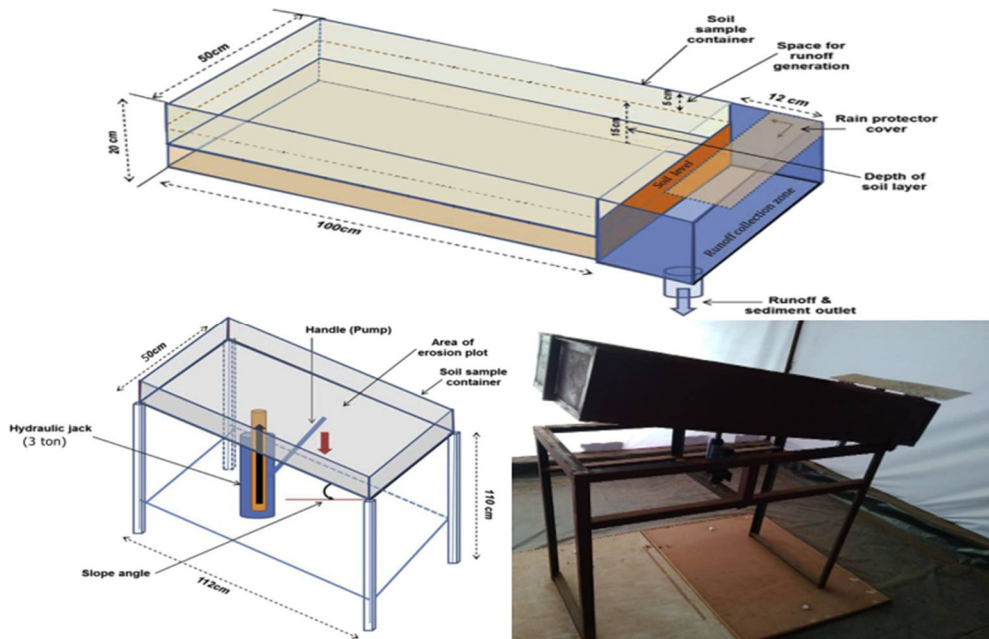 Soil
sample
container
50cm
Space for
runoff
generation
12 cm
5 cm
20 cm
15 cm
Rain protector
cover
Soil level
Depth of
soil layer
100cm
Runoff collection zone
Runoff &
sediment outlet
Handle (Pump)
Area of
erosion plot
50cm
Soil sample
container
Hydraulic jack
(3 ton)
110 cm
Slope angle
112cm